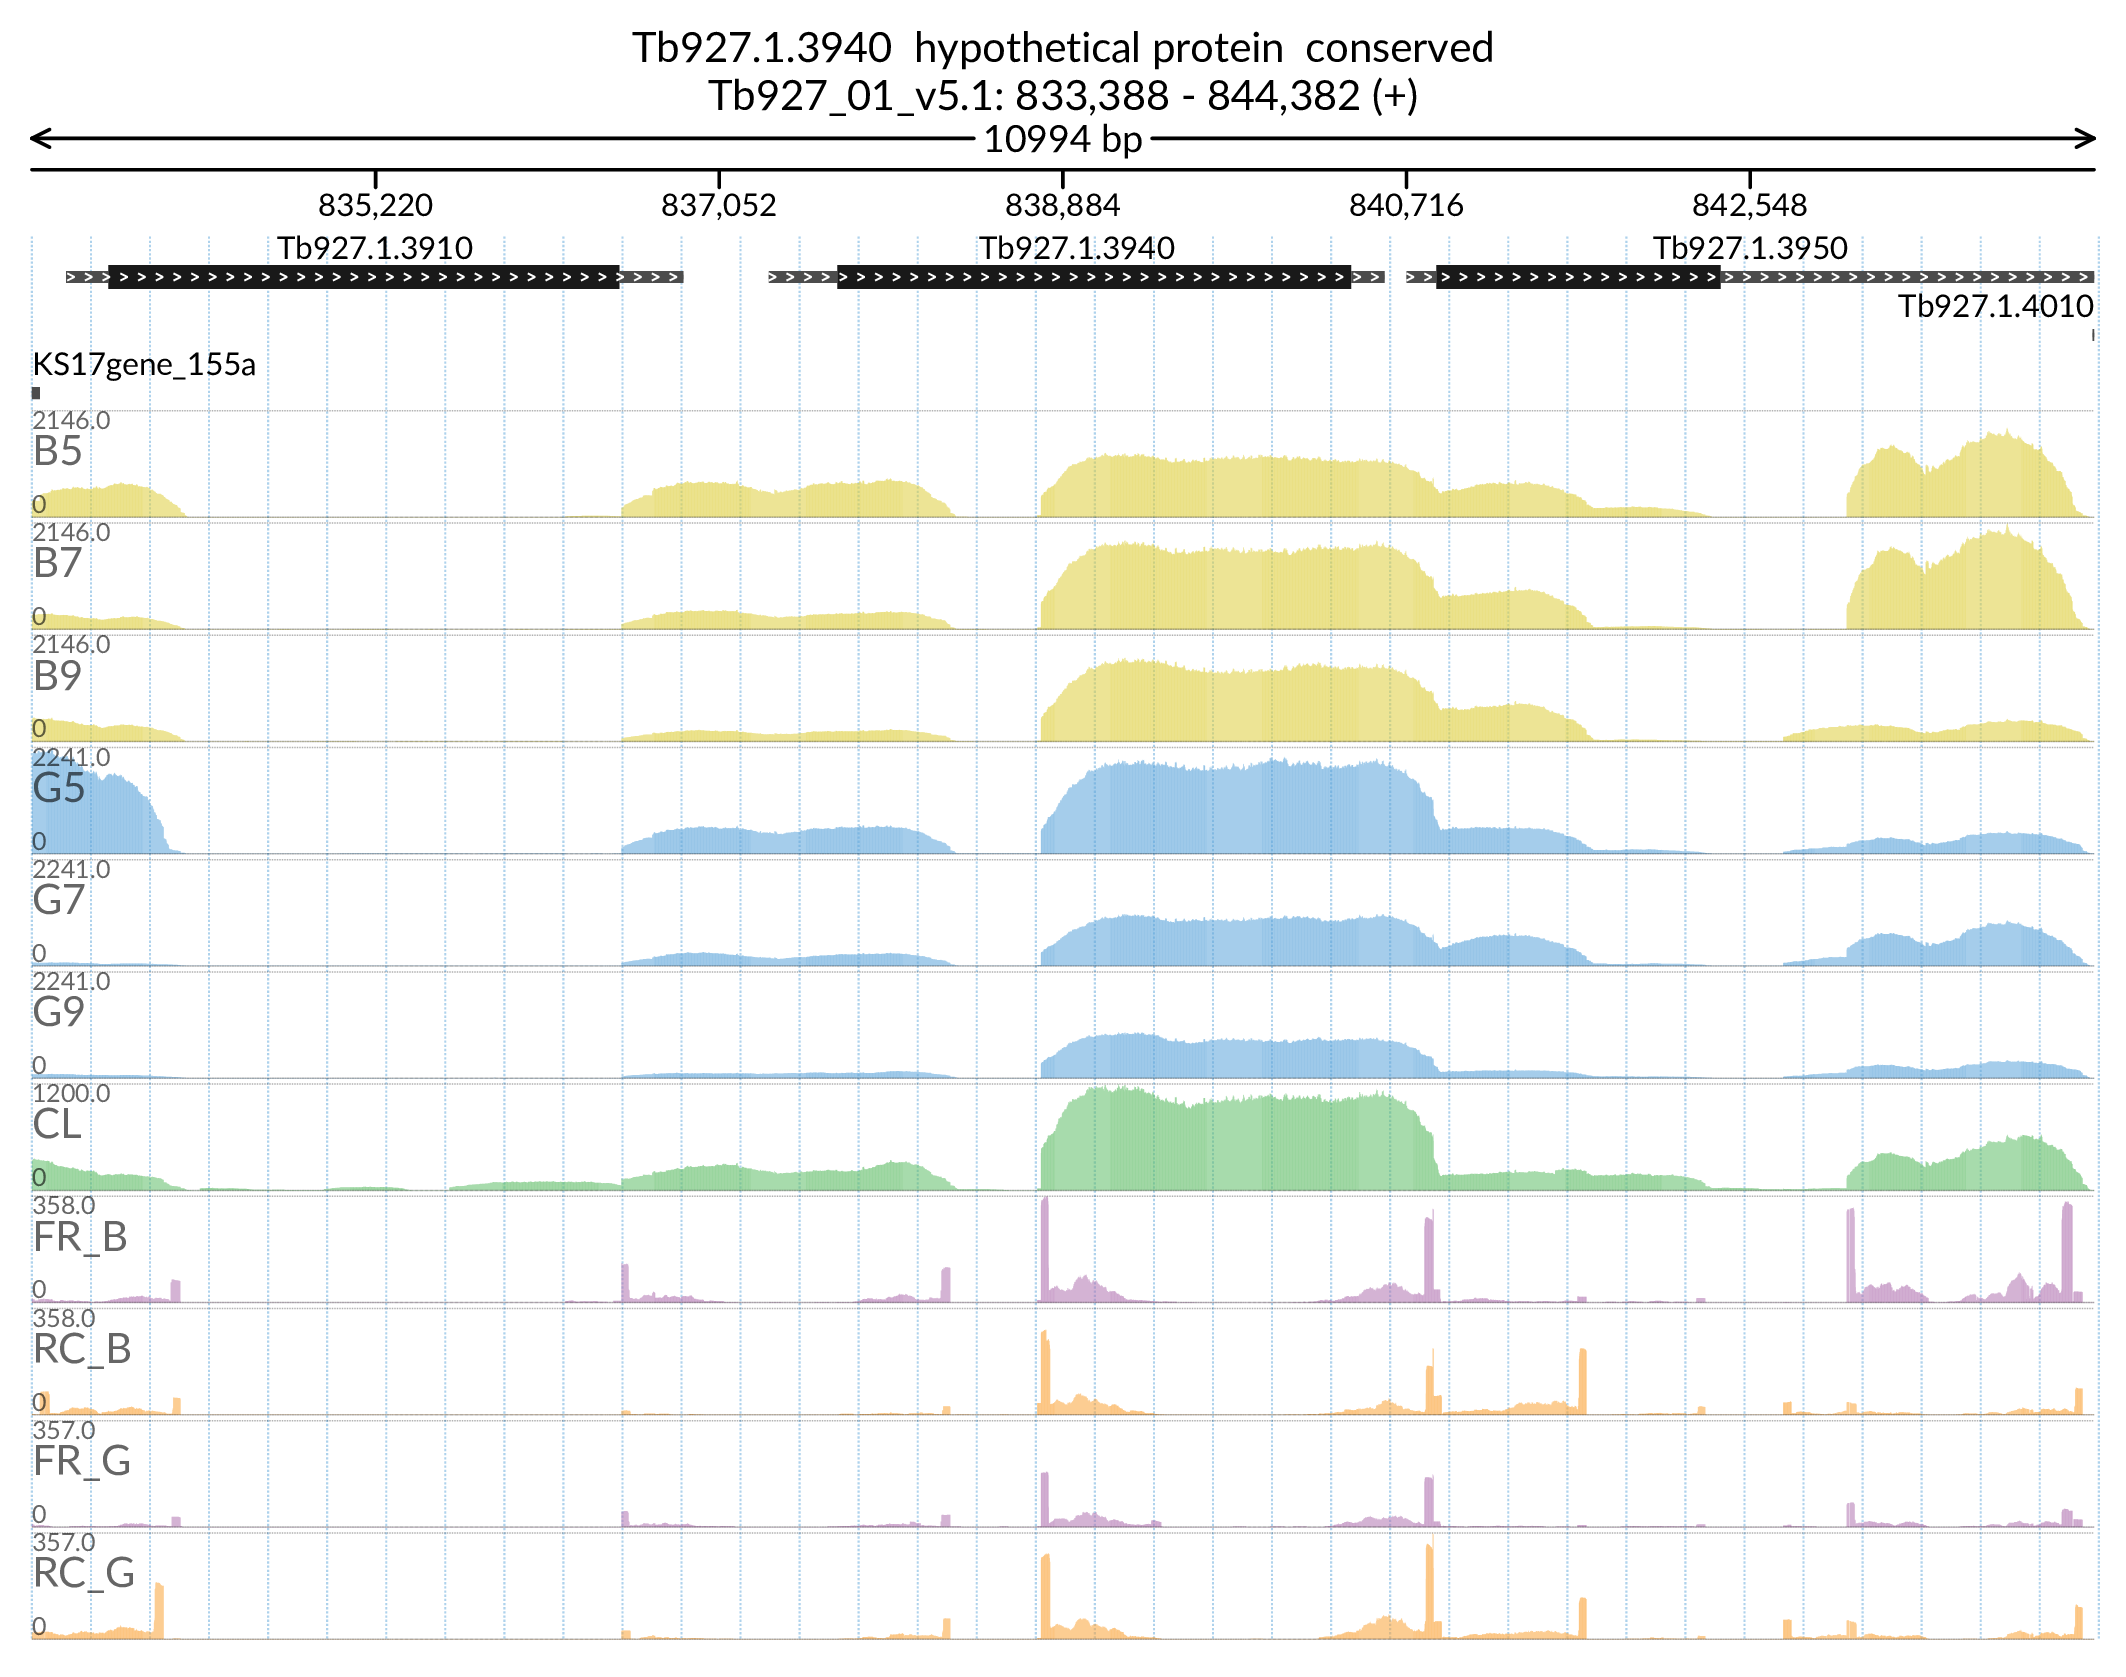 Tb927.1.3940  hypothetical protein  conserved
Tb927_01_v5.1: 833,388 - 844,382 (+)
10994 bp
835,220 837,052 838,884 840,716 842,548
Tb927.1.3910 Tb927.1.3940 Tb927.1.3950
Tb927.1.4010
KS17gene_155a
2146.0
B5
0
2146.0
B7
0
2146.0
B9
0
2241.0
G5
0
2241.0
G7
0
2241.0
G9
0
1200.0
CL
0
358.0
FR_B
0
358.0
RC_B
0
357.0
FR_G
0
357.0
RC_G
0